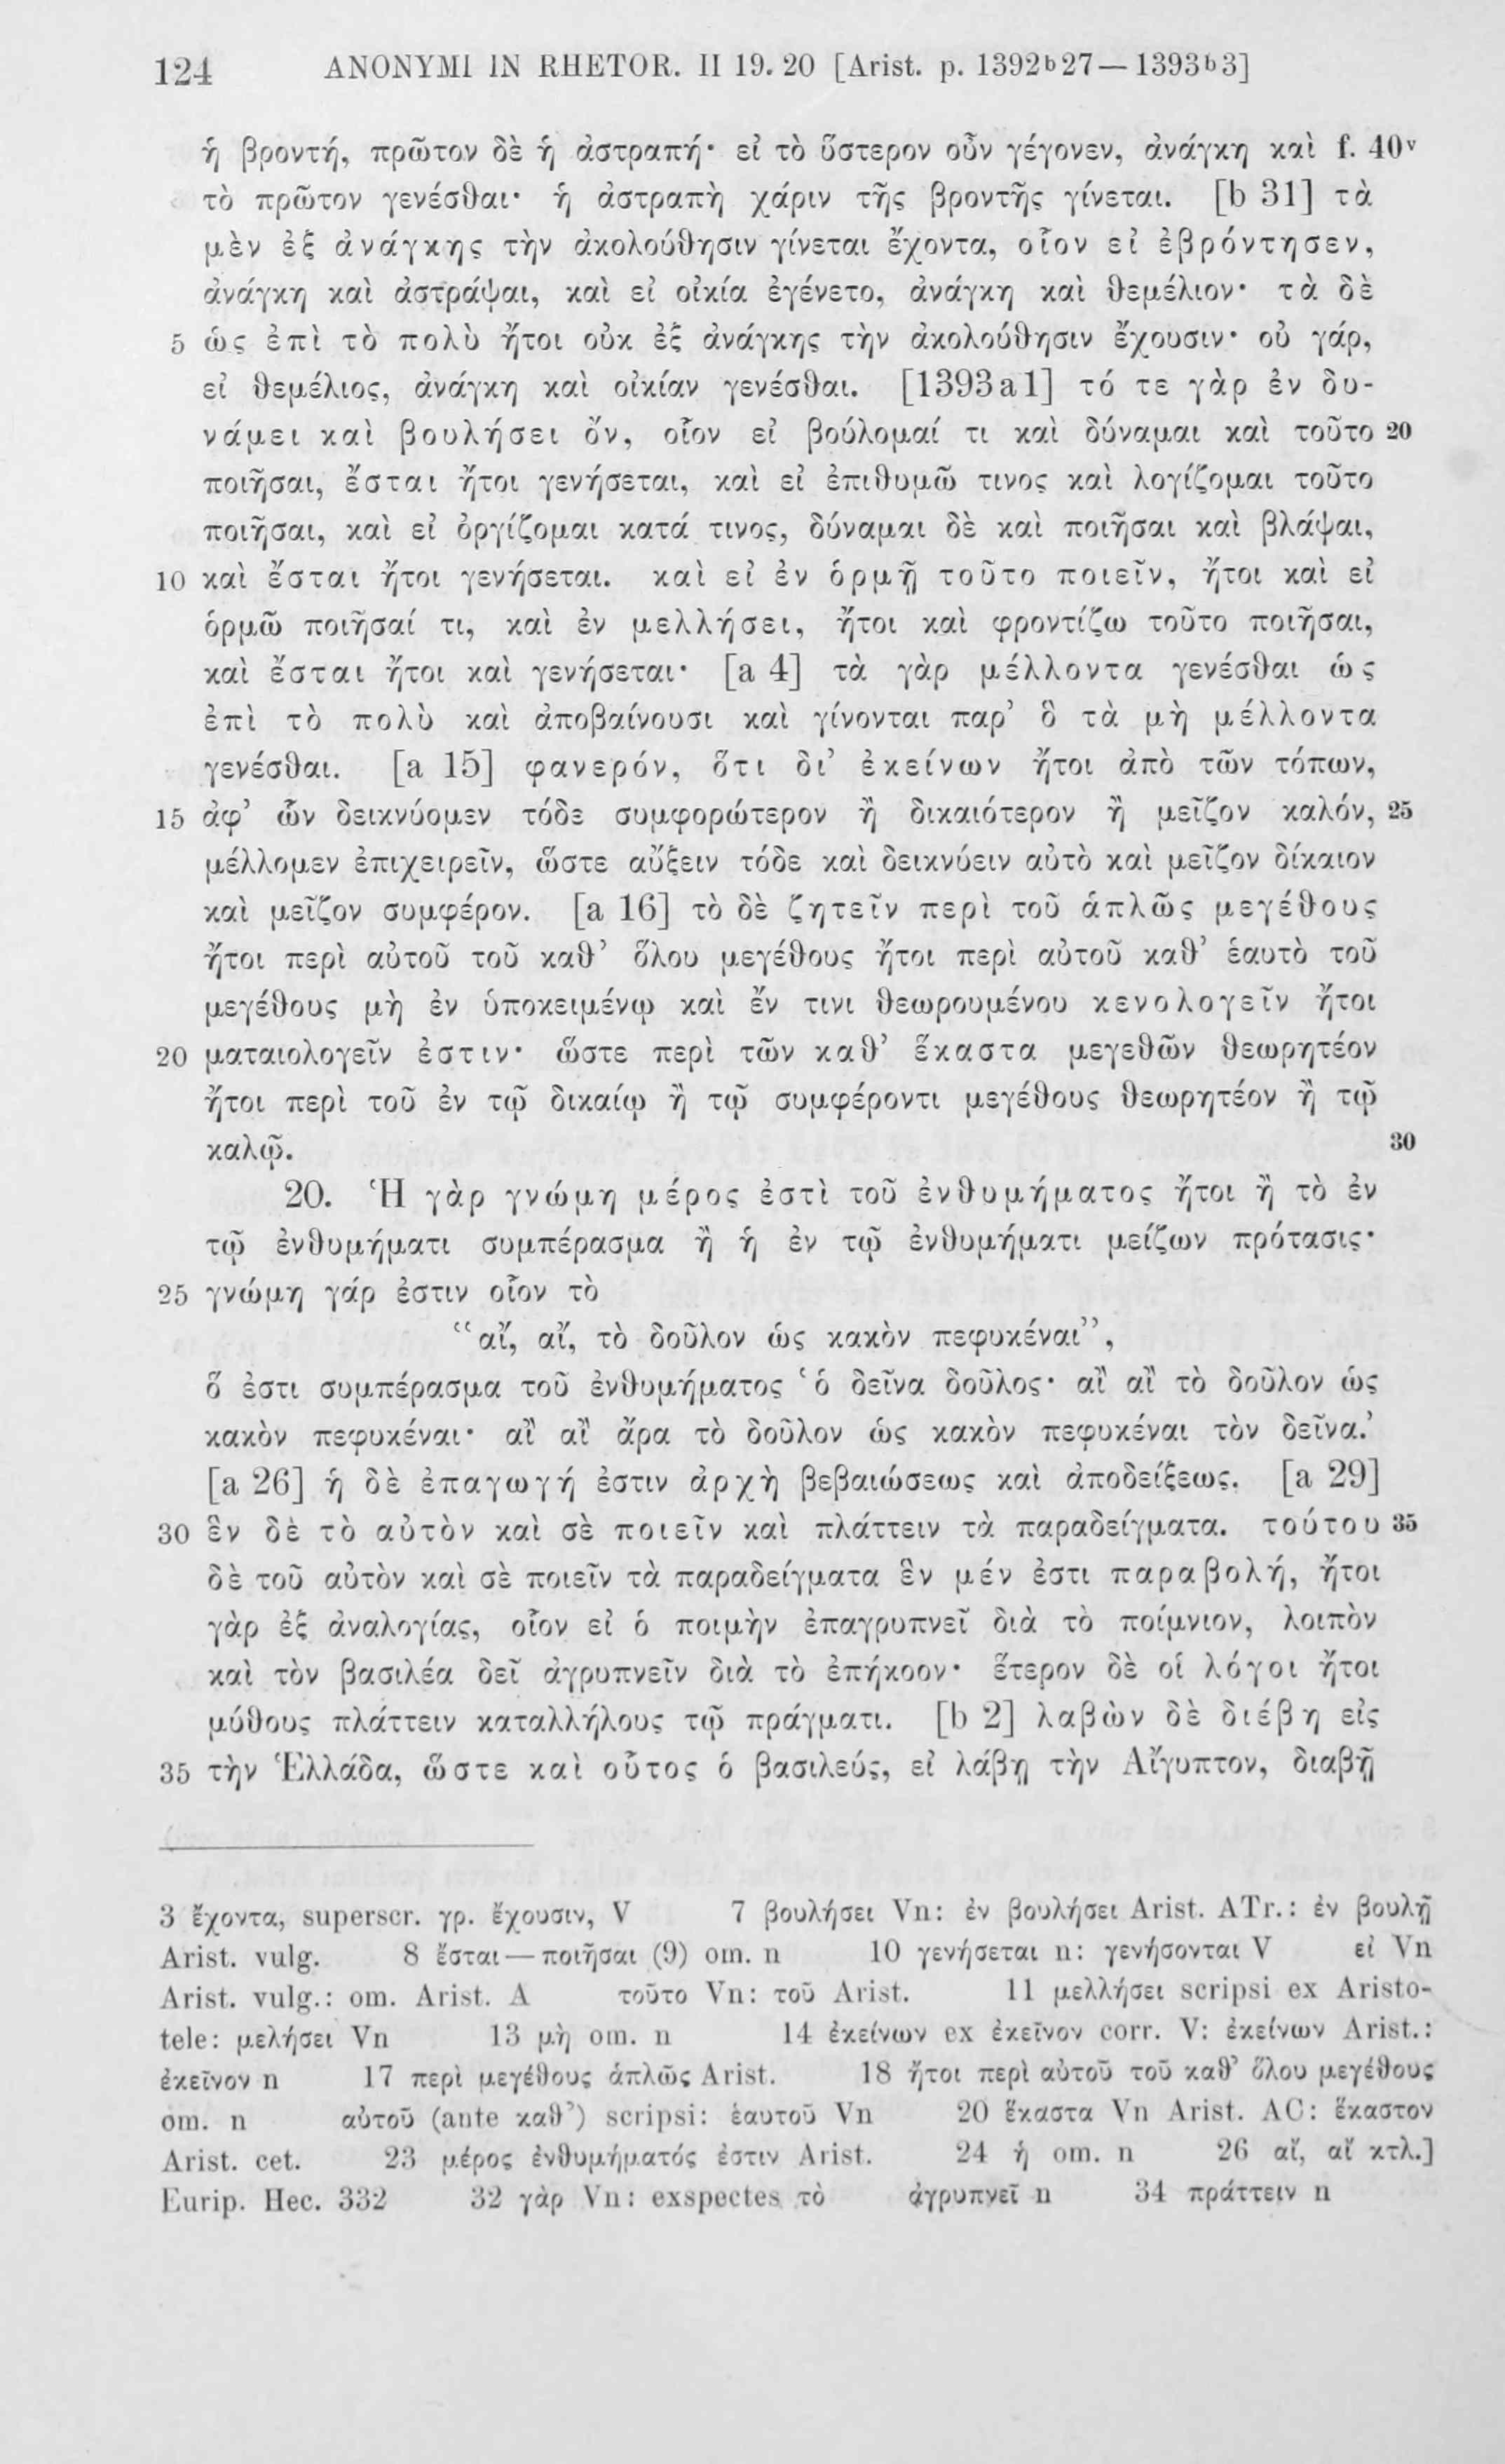 124 ANONYMI IN RHETOR. II 19. 20 [Arist. p. 1392b27—1393b3]
ἡ βροντή, πρῶτον δὲ ἡ ἀστραπή· εἰ τὸ ὕστερον οὖν γέγονεν, ἀνάγκη καὶ f. 40v
τὸ πρῶτον γενέσθαι· ἡ ἀστραπὴ χάριν τῆς βροντῆς γίνεται. [b 31] τὰ
μὲν ἐξ ἀνάγκης τὴν ἀκολούθησιν γίνεται ἔχοντα, οἷον εἰ ἐβρόντησεν,
ἀνάγκη καὶ ἀστράψαι, καὶ εἰ οἰκία ἐγένετο, ἀνάγκη καὶ θεμέλιον· τὰ δὲ
5 ὡς ἐπὶ τὸ πολὺ ἤτοι οὐκ ἐξ ἀνάγκης τὴν ἀκολούθησιν ἔχουσιν· οὐ γάρ,
εἰ θεμέλιος, ἀνάγκη καὶ οἰκίαν γενέσθαι. [1393a1] τό τε γὰρ ἐν δυ-
νάμει καὶ βουλήσει ὄν, οἷον εἰ βούλομαί τι καὶ δύναμαι καὶ τοῦτο 20
ποιῆσαι, ἔσται ἤτοι γενήσεται, καὶ εἰ ἐπιθυμῶ τινος καὶ λογίζομαι τοῦτο
ποιῆσαι, καὶ εἰ ὀργίζομαι κατά τινος, δύναμαι δὲ καὶ ποιῆσαι καὶ βλάψαι,
10 καὶ ἔσται ἤτοι γενήσεται. καὶ εἰ ἐν ὁρμῇ τοῦτο ποιεῖν, ἤτοι καὶ εἰ
ὁρμῶ ποιῆσαί τι, καὶ ἐν μελλήσει, ἤτοι καὶ φροντίζω τοῦτο ποιῆσαι,
καὶ ἔσται ἤτοι καὶ γενήσεται· [a 4] τὰ γὰρ μέλλοντα γενέσθαι ὡς
ἐπὶ τὸ πολὺ καὶ ἀποβαίνουσι καὶ γίνονται παρ’ ὃ τὰ μὴ μέλλοντα
γενέσθαι. [a 15] φανερόν, ὅτι δι’ ἐκείνων ἤτοι ἀπὸ τῶν τόπων,
15 ἀφ’ ὧν δεικνύομεν τόδε συμφορώτερον ἢ δικαιότερον ἢ μεῖζον καλόν, 25
μέλλομεν ἐπιχειρεῖν, ὥστε αὔξειν τόδε καὶ δεικνύειν αὐτὸ καὶ μεῖζον δίκαιον
καὶ μεῖζον συμφέρον. [a 16] τὸ δὲ ζητεῖν περὶ τοῦ ἁπλῶς μεγέθους
ἤτοι περὶ αὐτοῦ τοῦ καθ’ ὅλου μεγέθους ἤτοι περὶ αὐτοῦ καθ’ ἑαυτὸ τοῦ
μεγέθους μὴ ἐν ὑποκειμένῳ καὶ ἔν τινι θεωρουμένου κενολογεῖν ἤτοι
20 ματαιολογεῖν ἐστιν· ὥστε περὶ τῶν καθ’ ἕκαστα μεγεθῶν θεωρητέον
ἤτοι περὶ τοῦ ἐν τῷ δικαίῳ ἢ τῷ συμφέροντι μεγέθους θεωρητέον ἢ τῷ
καλῷ. 30
20. Ἡ γὰρ γνώμη μέρος ἐστὶ τοῦ ἐνθυμήματος ἤτοι ἢ τὸ ἐν
τῷ ἐνθυμήματι συμπέρασμα ἢ ἡ ἐν τῷ ἐνθυμήματι μείζων πρότασις·
25 γνώμη γάρ ἐστιν οἷον τὸ
“αἴ, αἴ, τὸ δοῦλον ὡς κακὸν πεφυκέναι”,
ὅ ἐστι συμπέρασμα τοῦ ἐνθυμήματος ‘ὁ δεῖνα δοῦλος· αἲ αἲ τὸ δοῦλον ὡς
κακὸν πεφυκέναι· αἲ αἲ ἄρα τὸ δοῦλον ὡς κακὸν πεφυκέναι τὸν δεῖνα.’
[a 26] ἡ δὲ ἐπαγωγή ἐστιν ἀρχὴ βεβαιώσεως καὶ ἀποδείξεως. [a 29]
30 ἓν δὲ τὸ αὐτὸν καὶ σὲ ποιεῖν καὶ πλάττειν τὰ παραδείγματα. τούτου 35
δὲ τοῦ αὐτὸν καὶ σὲ ποιεῖν τὰ παραδείγματα ἓν μέν ἐστι παραβολή, ἤτοι
γὰρ ἐξ ἀναλογίας, οἷον εἰ ὁ ποιμὴν ἐπαγρυπνεῖ διὰ τὸ ποίμνιον, λοιπὸν
καὶ τὸν βασιλέα δεῖ ἀγρυπνεῖν διὰ τὸ ἐπήκοον· ἕτερον δὲ οἱ λόγοι ἤτοι
μύθους πλάττειν καταλλήλους τῷ πράγματι. [b 2] λαβὼν δὲ διέβη εἰς
35 τὴν Ἑλλάδα, ὥστε καὶ οὗτος ὁ βασιλεύς, εἰ λάβῃ τὴν Αἴγυπτον, διαβῇ
3 ἔχοντα, superscr. γρ. ἔχουσιν, V 7 βουλήσει Vn: ἐν βουλήσει Arist. ATr.: ἐν βουλῇ
Arist. vulg. 8 ἔσται—ποιῆσαι (9) om. n 10 γενήσεται n: γενήσονται V εἰ Vn
Arist. vulg.: om. Arist. A τοῦτο Vn: τοῦ Arist. 11 μελλήσει scripsi ex Aristo-
tele: μελήσει Vn 13 μὴ om. n 14 ἐκείνων ex ἐκεῖνον corr. V: ἐκείνων Arist.:
ἐκεῖνον n 17 περὶ μεγέθους ἁπλῶς Arist. 18 ἤτοι περὶ αὐτοῦ τοῦ καθ’ ὅλου μεγέθους
om. n αὐτοῦ (ante καθ’) scripsi: ἑαυτοῦ Vn 20 ἕκαστα Vn Arist. AC: ἕκαστον
Arist. cet. 23 μέρος ἐνθυμήματός ἐστιν Arist. 24 ἡ om. n 26 αἴ, αἴ κτλ.]
Eurip. Hec. 332 32 γὰρ Vn: exspectes τὸ ἀγρυπνεῖ n 34 πράττειν n